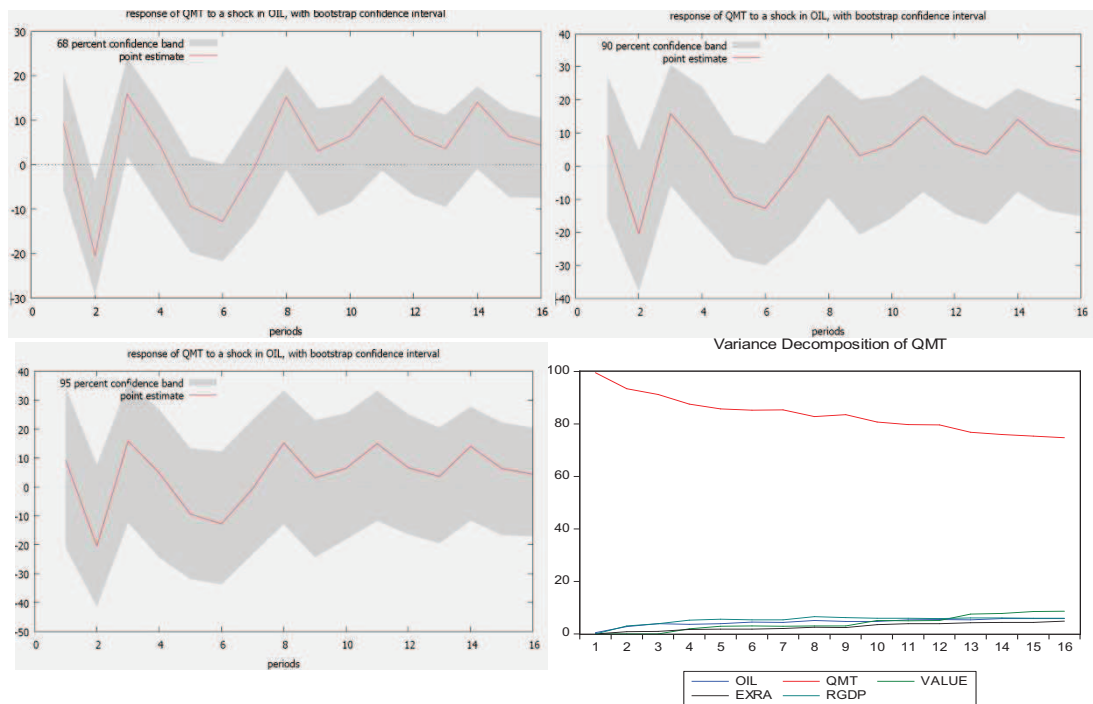 response of QMT to a shock in OIL, with bootstrap confidence interval
30
20
10
0
-10
-20
-30
68 percent confidence band
point estimate
0 2 4 6 8 10 12 14 16
periods
response of QMT to a shock in OIL, with bootstrap confidence interval
40
30
20
10
0
-10
-20
-30
-40
90 percent confidence band
point estimate
0 2 4 6 8 10 12 14 16
periods
response of QMT to a shock in OIL, with bootstrap confidence interval
40
30
20
10
0
-10
-20
-30
-40
-50
95 percent confidence band
point estimate
0 2 4 6 8 10 12 14 16
periods
Variance Decomposition of QMT
100
80
60
40
20
0
1 2 3 4 5 6 7 8 9 10 11 12 13 14 15 16
OIL QMT VALUE
EXRA RGDP